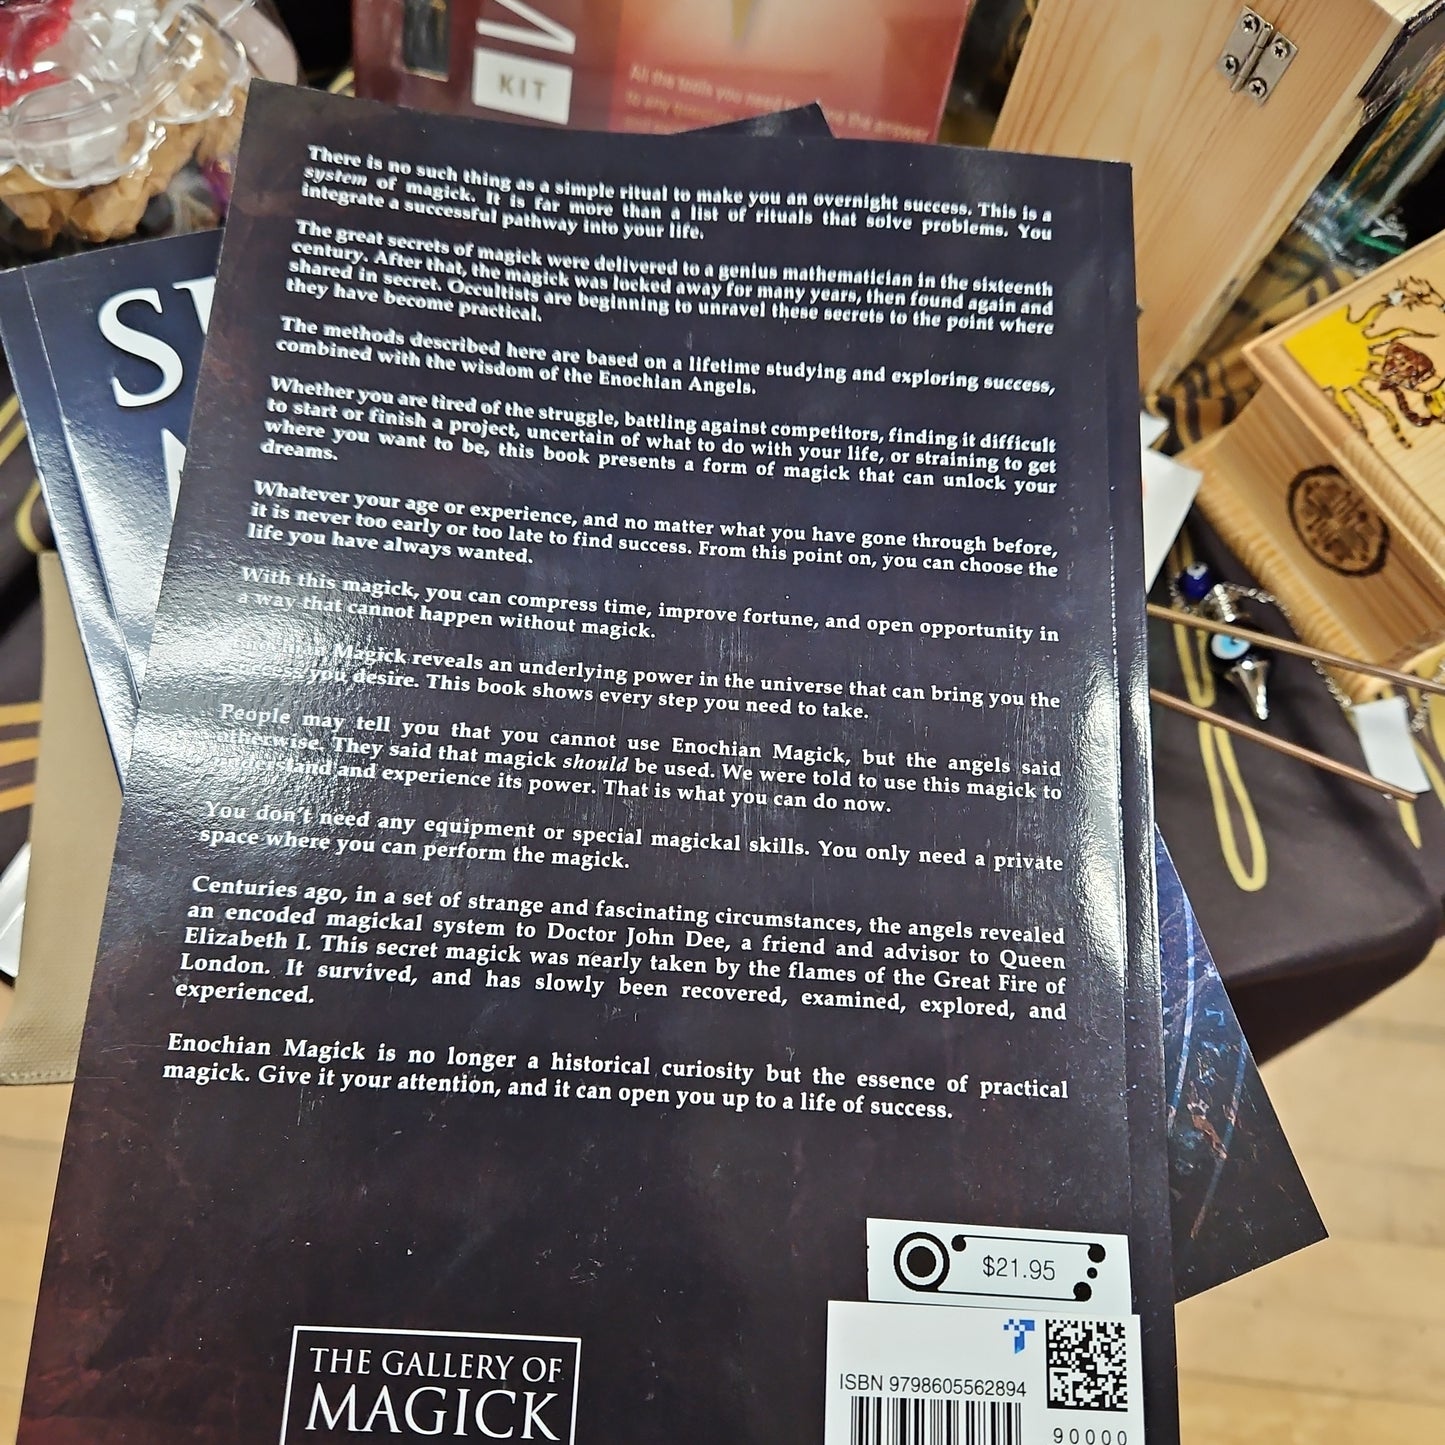 KIT
All the tools you need
the answer
to any
SU
There is no such thing as a simple ritual to make you an overnight success. This is a
system of magick. It is far more than a list of rituals that solve problems. You
integrate a successful pathway into your life.
The great secrets of magick were delivered to a genius mathematician in the sixteenth
century. After that, the magick was locked away for many years, then found again and
shared in secret. Occultists are beginning to unravel these secrets to the point where
they have become practical.
The methods described here are based on a lifetime studying and exploring success,
combined with the wisdom of the Enochian Angels.
Whether you are tired of the struggle, battling against competitors, finding it difficult
to start or finish a project, uncertain of what to do with your life, or straining to get
where you want to be, this book presents a form of magick that can unlock your
dreams.
Whatever your age or experience, and no matter what you have gone through before,
it is never too early or too late to find success. From this point on, you can choose the
life you have always wanted.
With this magick, you can compress time, improve fortune, and open opportunity in
a way that cannot happen without magick.
Enochian Magick reveals an underlying power in the universe that can bring you the
success you desire. This book shows every step you need to take.
People may tell you that you cannot use Enochian Magick, but the angels said
otherwise. They said that magick should be used. We were told to use this magick to
understand and experience its power. That is what you can do now.
You don't need any equipment or special magickal skills. You only need a private
space where you can perform the magick.
Centuries ago, in a set of strange and fascinating circumstances, the angels revealed
an encoded magickal system to Doctor John Dee, a friend and advisor to Queen
Elizabeth I. This secret magick was nearly taken by the flames of the Great Fire of
London. It survived, and has slowly been recovered, examined, explored, and
experienced.
Enochian Magick is no longer a historical curiosity but the essence of practical
magick. Give it your attention, and it can open you up to a life of success.
$21.95
THE GALLERY OF
MAGICK
ISBN 9798605562894
90000